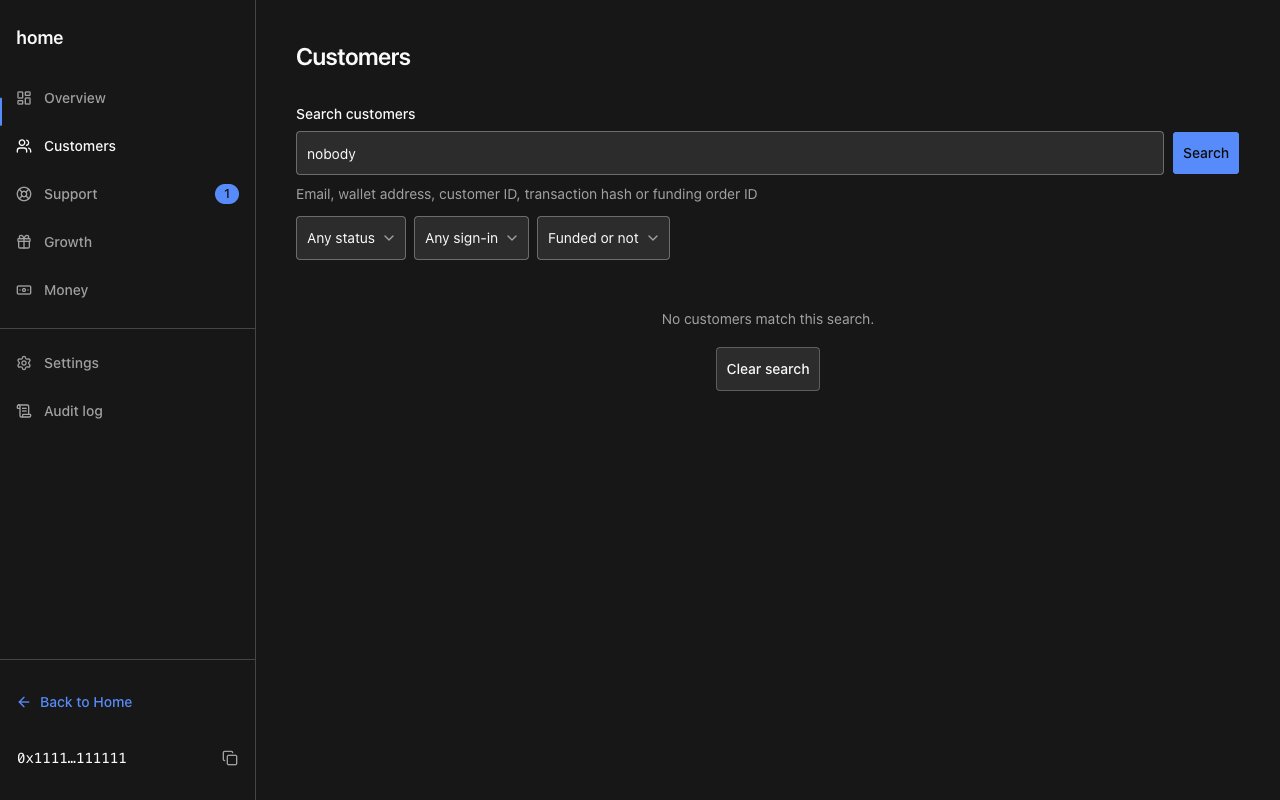 home
Overview
Customers
Support 1
Growth
Money
Settings
Audit log
Back to Home
0x1111…111111
Customers
Search customers
nobody
Search
Email, wallet address, customer ID, transaction hash or funding order ID
Any status Any sign-in Funded or not
No customers match this search.
Clear search